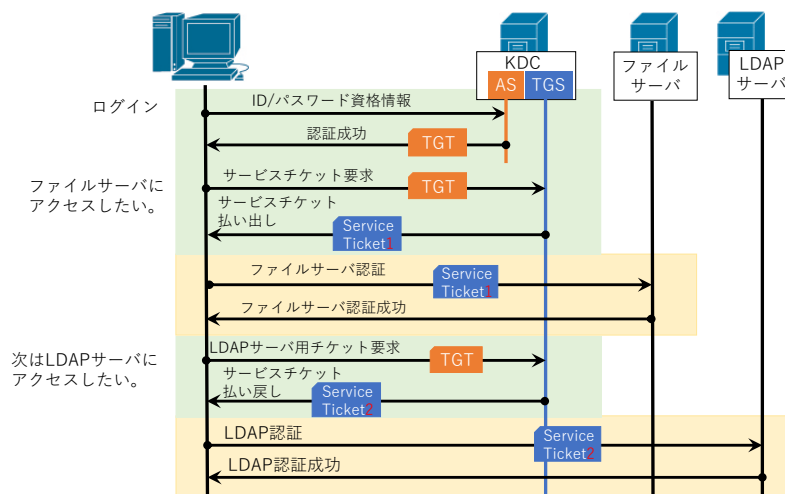 KDC
AS
TGS
ファイル
サーバ
LDAP
サーバ
ログイン
ID/パスワード資格情報
認証成功
TGT
ファイルサーバに
アクセスしたい。
サービスチケット要求
TGT
サービスチケット
払い出し
Service
Ticket1
ファイルサーバ認証
Service
Ticket1
ファイルサーバ認証成功
次はLDAPサーバに
アクセスしたい。
LDAPサーバ用チケット要求
TGT
サービスチケット
払い戻し
Service
Ticket2
LDAP認証
Service
Ticket2
LDAP認証成功